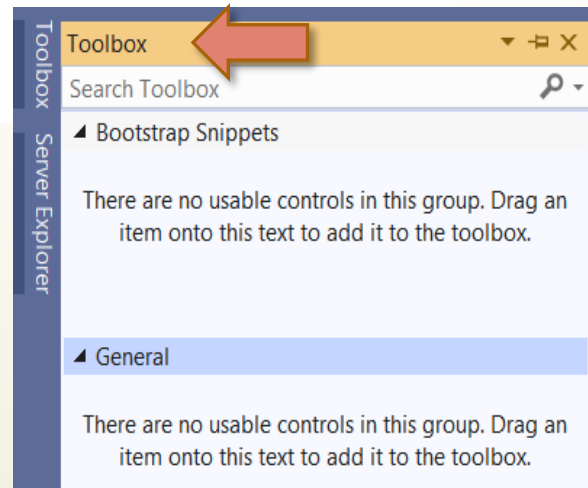 Toolbox
Server Explorer
Toolbox
Search Toolbox
Bootstrap Snippets
There are no usable controls in this group. Drag an
item onto this text to add it to the toolbox.
General
There are no usable controls in this group. Drag an
item onto this text to add it to the toolbox.